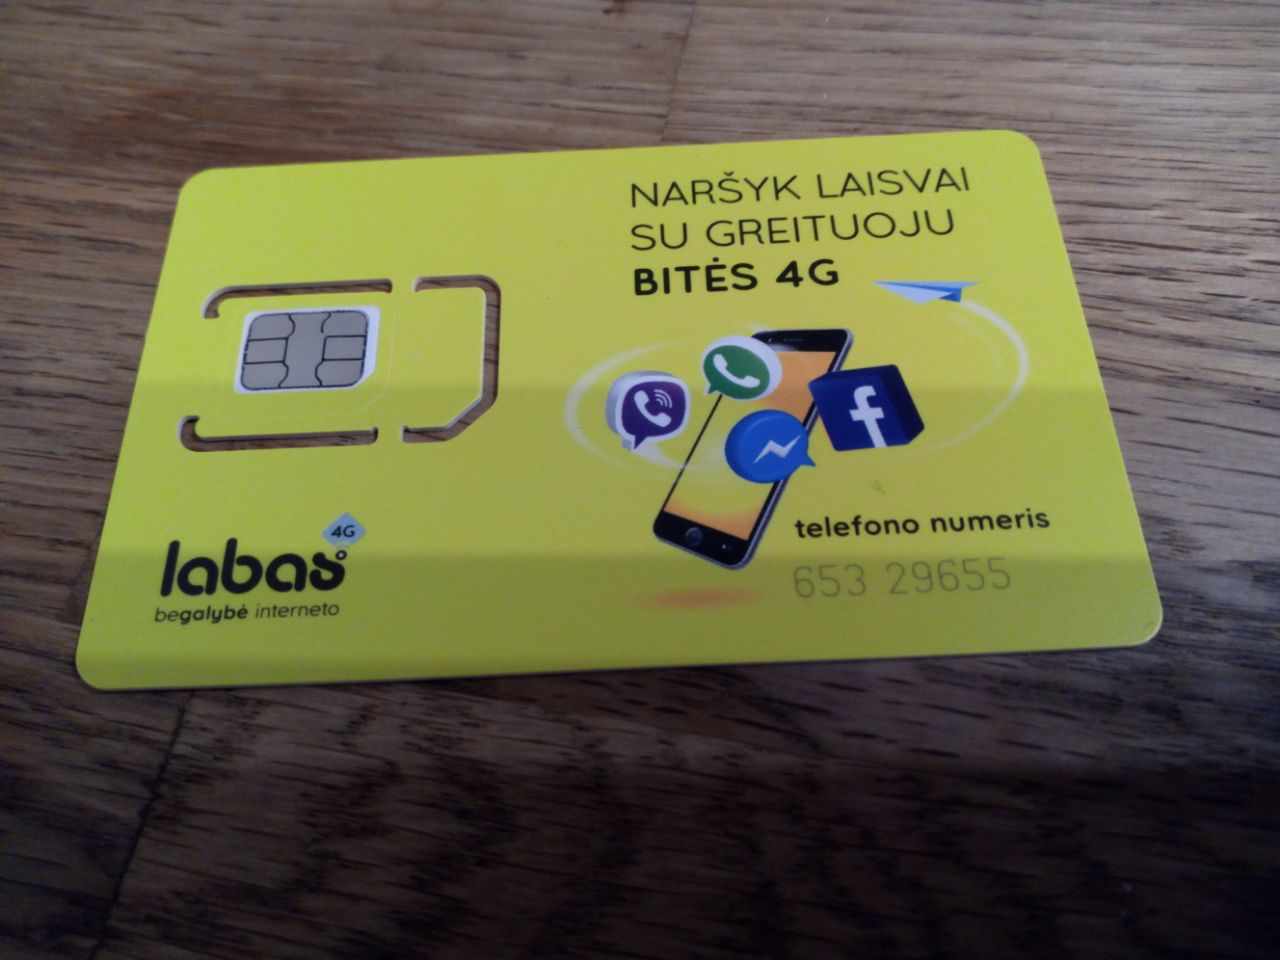 NARŠYK LAISVAI
SU GREITUOJU
BITĖS 4G
4G
labas
begalybė interneto
telefono numeris
653 29655